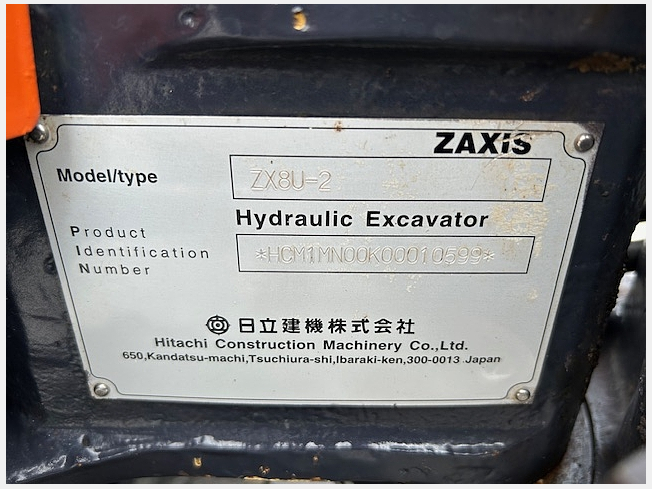 ZAXIS
Model/type ZX8U-2
Hydraulic Excavator
Product
Identification *HCM1MN00K00010599*
Number
日立建機株式会社
Hitachi Construction Machinery Co.,Ltd.
650,Kandatsu-machi,Tsuchiura-shi,Ibaraki-ken,300-0013 Japan